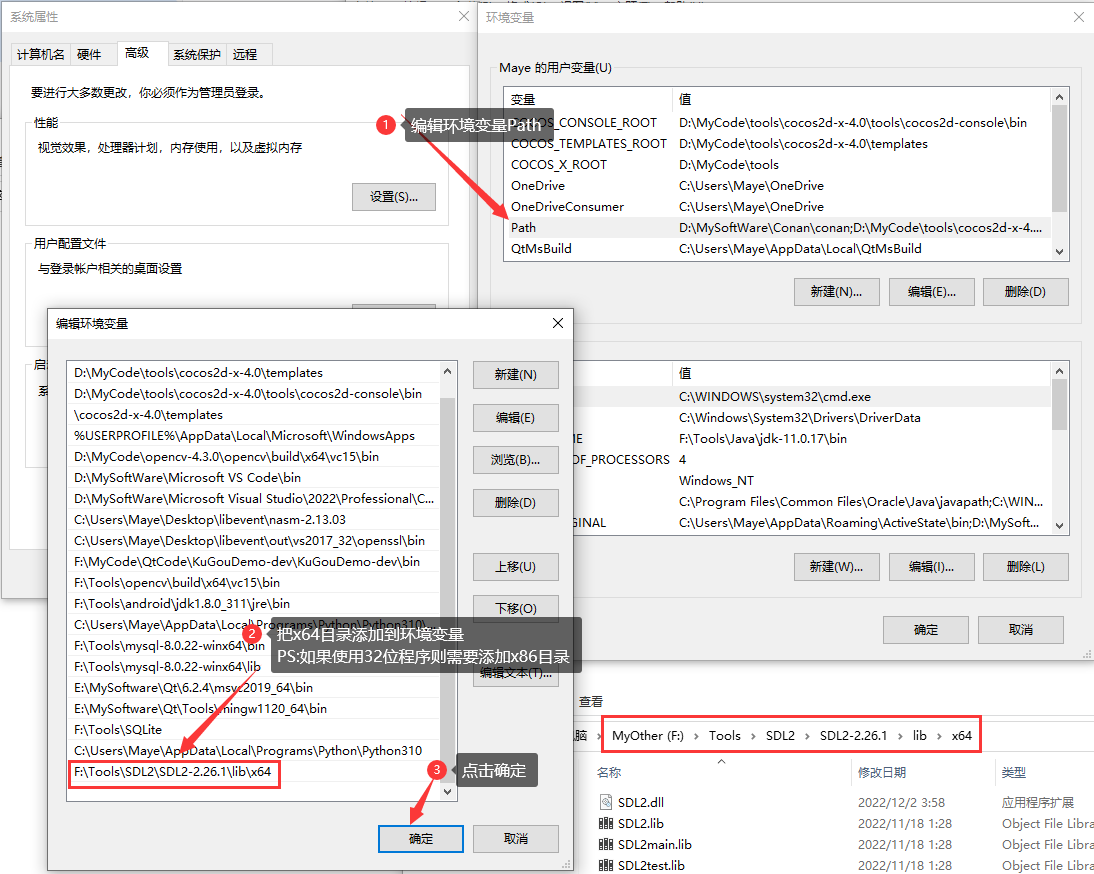 系统属性
计算机名
硬件
高级
系统保护
远程
要进行大多数更改，你必须作为管理员登录。
性能
视觉效果，处理器计划，内存使用，以及虚拟内存
设置(S)...
用户配置文件
与登录帐户相关的桌面设置
环境变量
Maye 的用户变量(U)
变量 值
1 编辑环境变量Path
COCOS_CONSOLE_ROOT D:\MyCode\tools\cocos2d-x-4.0\tools\cocos2d-console\bin
COCOS_TEMPLATES_ROOT D:\MyCode\tools\cocos2d-x-4.0\templates
COCOS_X_ROOT D:\MyCode\tools
OneDrive C:\Users\Maye\OneDrive
OneDriveConsumer C:\Users\Maye\OneDrive
Path D:\MySoftWare\Conan\conan;D:\MyCode\tools\cocos2d-x-4....
QtMsBuild C:\Users\Maye\AppData\Local\QtMsBuild
新建(N)... 编辑(E)... 删除(D)
值
C:\WINDOWS\system32\cmd.exe
C:\Windows\System32\Drivers\DriverData
F:\Tools\Java\jdk-11.0.17\bin
OF_PROCESSORS 4
Windows_NT
C:\Program Files\Common Files\Oracle\Java\javapath;C:\WIN...
GINAL C:\Users\Maye\AppData\Roaming\ActiveState\bin;D:\MySoft...
新建(W)... 编辑(I)... 删除(L)
确定 取消
编辑环境变量
D:\MyCode\tools\cocos2d-x-4.0\templates
D:\MyCode\tools\cocos2d-x-4.0\tools\cocos2d-console\bin
\cocos2d-x-4.0\templates
%USERPROFILE%\AppData\Local\Microsoft\WindowsApps
D:\MyCode\opencv-4.3.0\opencv\build\x64\vc15\bin
D:\MySoftWare\Microsoft VS Code\bin
D:\MySoftWare\Microsoft Visual Studio\2022\Professional\C...
C:\Users\Maye\Desktop\libevent\nasm-2.13.03
C:\Users\Maye\Desktop\libevent\out\vs2017_32\openssl\bin
F:\MyCode\QtCode\KuGouDemo-dev\KuGouDemo-dev\bin
F:\Tools\opencv\build\x64\vc15\bin
F:\Tools\android\jdk1.8.0_311\jre\bin
C:\Users\Maye\AppData\Local\Programs\Python\Python310\...
F:\Tools\mysql-8.0.22-winx64\bin
F:\Tools\mysql-8.0.22-winx64\lib
E:\MySoftware\Qt\6.2.4\msvc2019_64\bin
E:\MySoftware\Qt\Tools\mingw1120_64\bin
F:\Tools\SQLite
C:\Users\Maye\AppData\Local\Programs\Python\Python310
F:\Tools\SDL2\SDL2-2.26.1\lib\x64
新建(N)
编辑(E)
浏览(B)...
删除(D)
上移(U)
下移(O)
编辑文本(T)...
2 把x64目录添加到环境变量
PS:如果使用32位程序则需要添加x86目录
3 点击确定
确定 取消
查看
MyOther (F:) › Tools › SDL2 › SDL2-2.26.1 › lib › x64
名称 修改日期 类型
SDL2.dll 2022/12/2 3:58 应用程序扩展
SDL2.lib 2022/11/18 1:28 Object File Libra
SDL2main.lib 2022/11/18 1:28 Object File Libra
SDL2test.lib 2022/11/18 1:28 Object File Libra